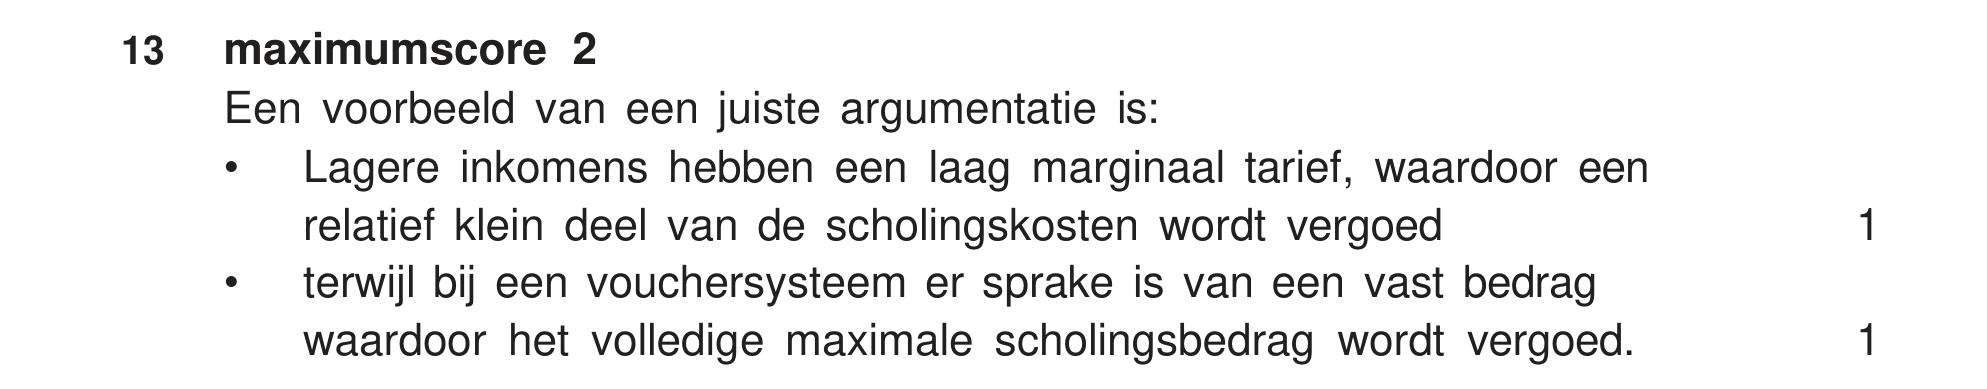 13 maximumscore 2
Een voorbeeld van een juiste argumentatie is:
• Lagere inkomens hebben een laag marginaal tarief, waardoor een
relatief klein deel van de scholingskosten wordt vergoed 1
• terwijl bij een vouchersysteem er sprake is van een vast bedrag
waardoor het volledige maximale scholingsbedrag wordt vergoed. 1